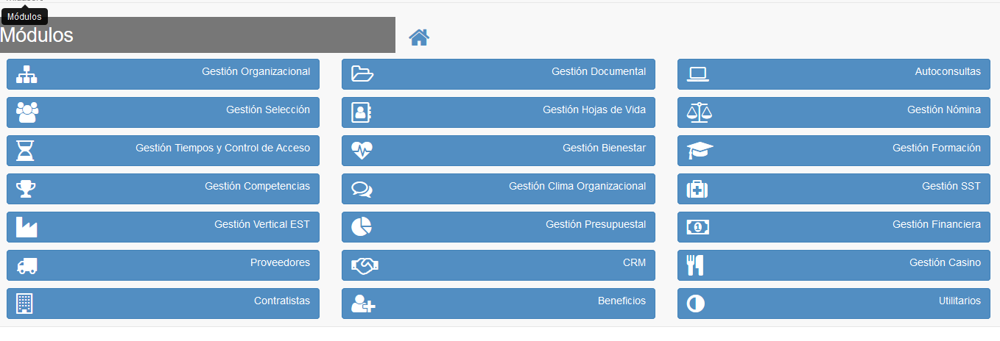 Módulos
Módulos
Gestión Organizacional
Gestión Documental
Autoconsultas
Gestión Selección
Gestión Hojas de Vida
Gestión Nómina
Gestión Tiempos y Control de Acceso
Gestión Bienestar
Gestión Formación
Gestión Competencias
Gestión Clima Organizacional
Gestión SST
Gestión Vertical EST
Gestión Presupuestal
1
Gestión Financiera
Proveedores
CRM
Gestión Casino
Contratistas
Beneficios
Utilitarios